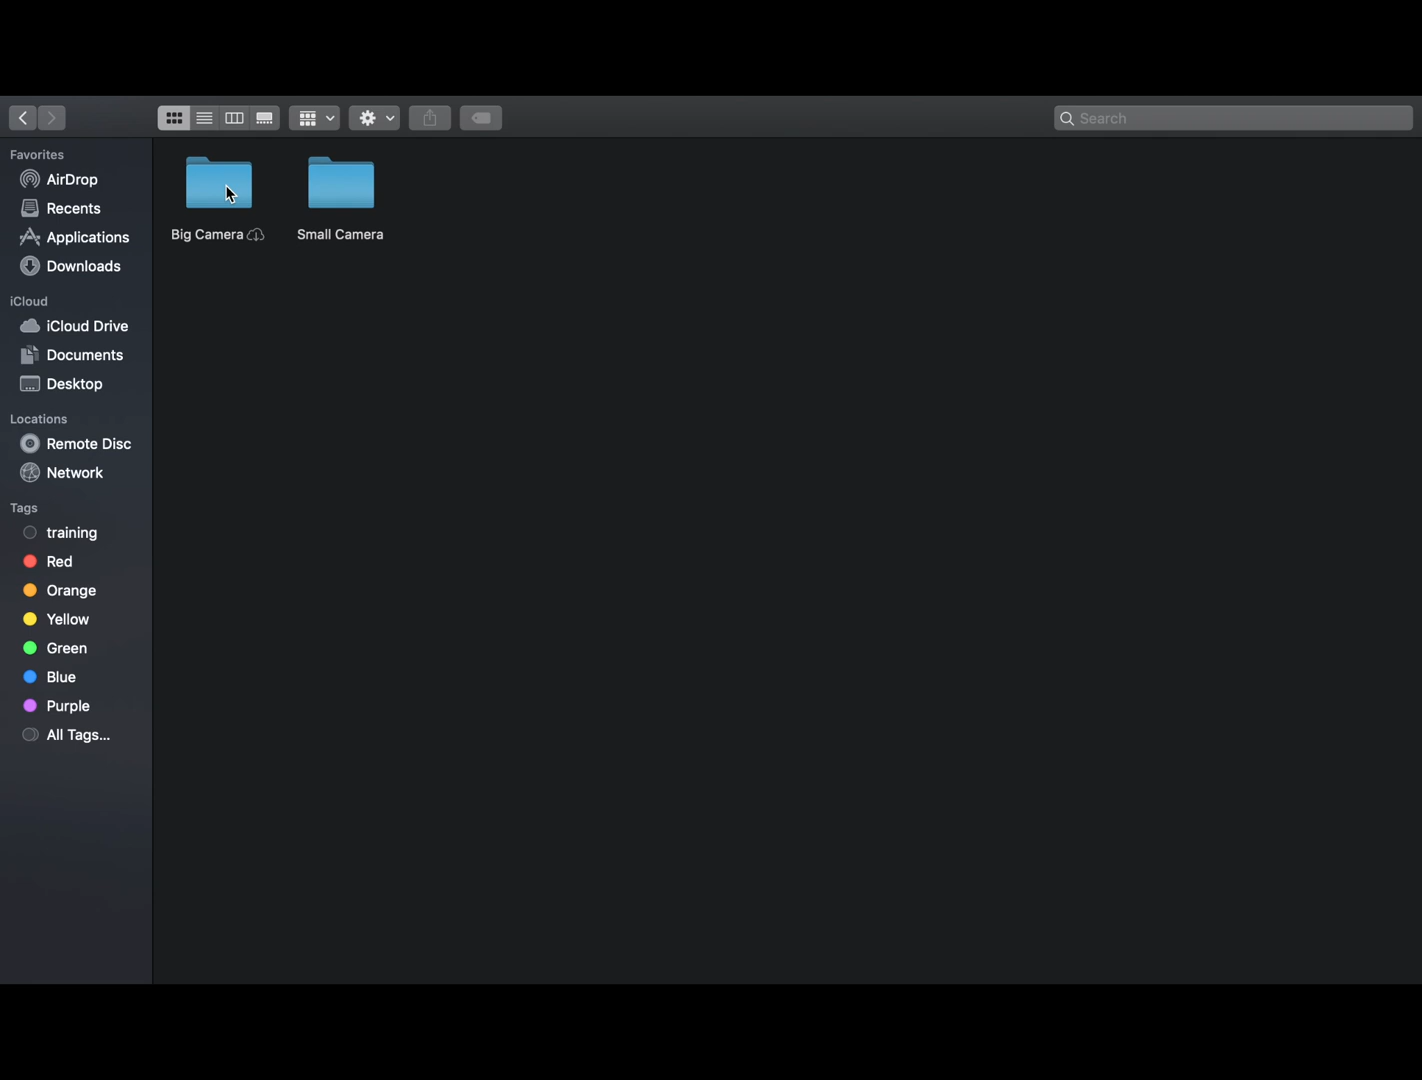 Search
Favorites
AirDrop
Recents
Applications
Downloads
iCloud
iCloud Drive
Documents
Desktop
Locations
Remote Disc
Network
Tags
training
Red
Orange
Yellow
Green
Blue
Purple
All Tags...
Big Camera
Small Camera